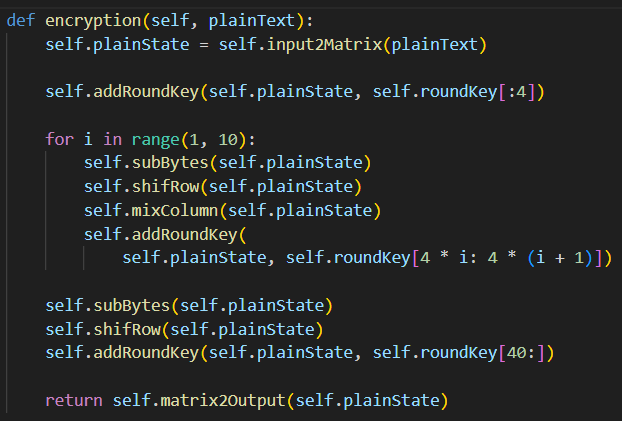 def encryption(self, plainText):
    self.plainState = self.input2Matrix(plainText)
    self.addRoundKey(self.plainState, self.roundKey[:4])
    for i in range(1, 10):
        self.subBytes(self.plainState)
        self.shifRow(self.plainState)
        self.mixColumn(self.plainState)
        self.addRoundKey(
            self.plainState, self.roundKey[4 * i: 4 * (i + 1)])
    self.subBytes(self.plainState)
    self.shifRow(self.plainState)
    self.addRoundKey(self.plainState, self.roundKey[40:])
    return self.matrix2Output(self.plainState)